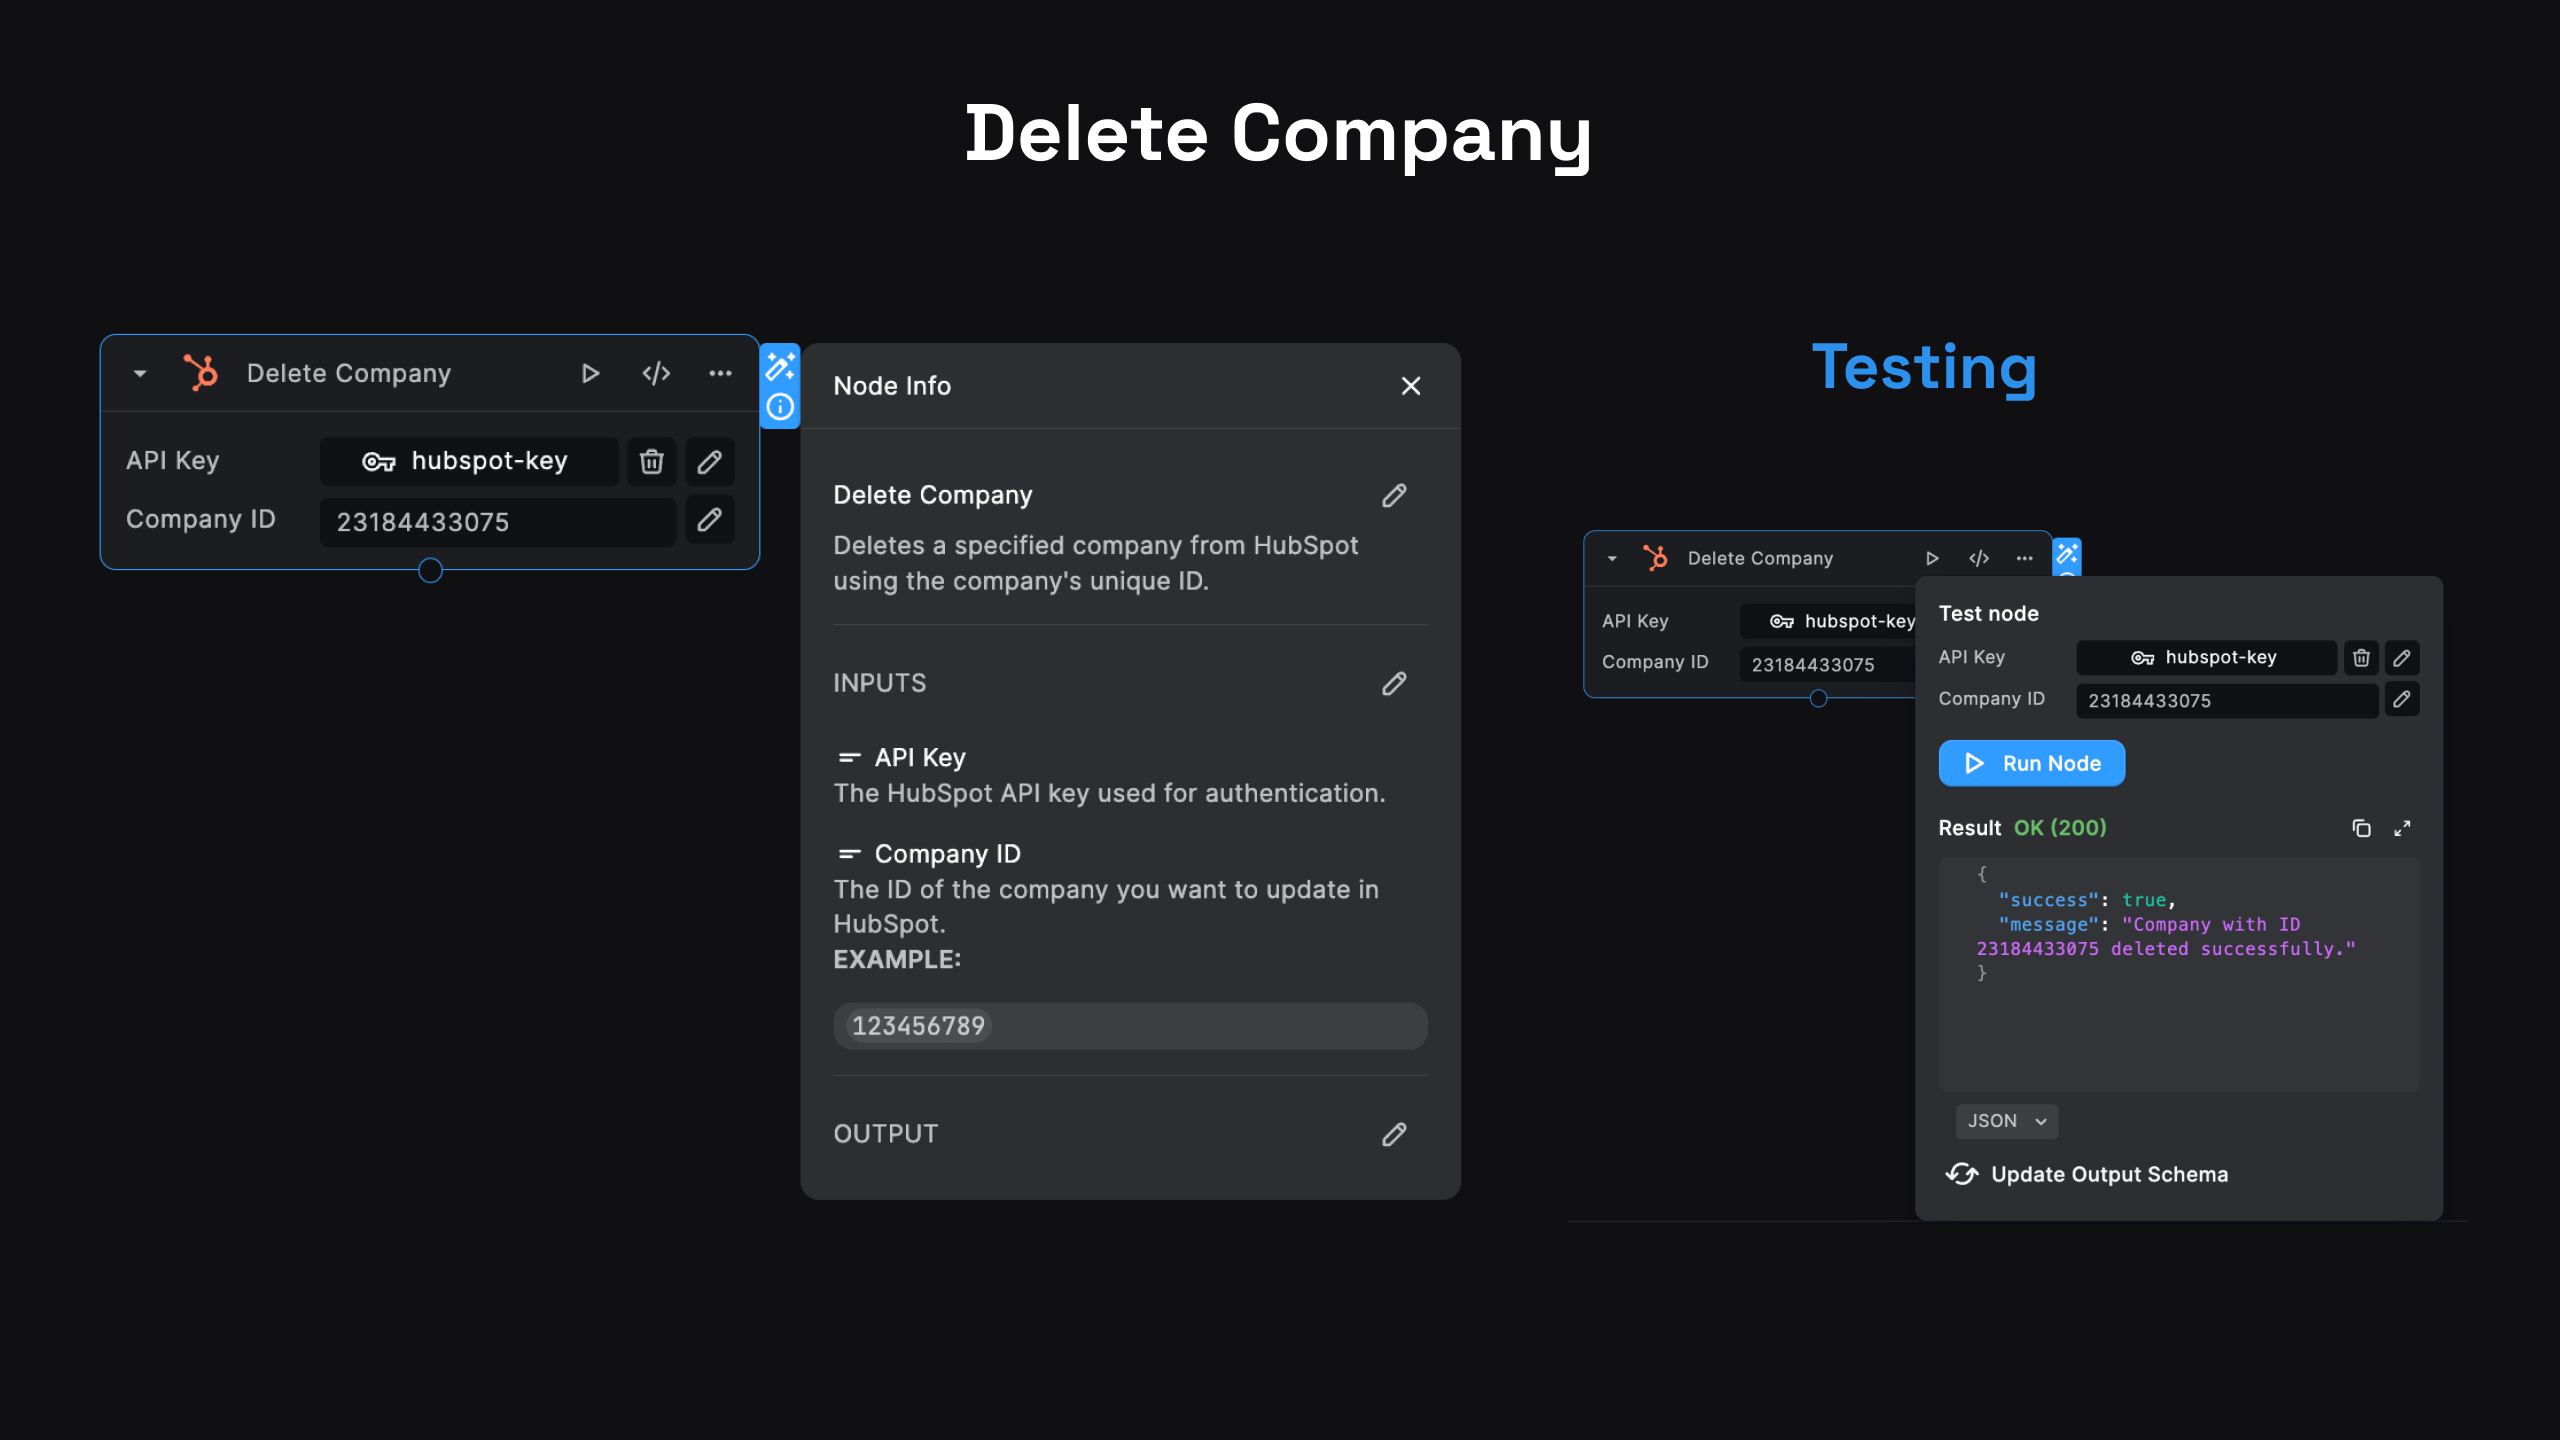 Delete Company
Delete Company
API Key
hubspot-key
Company ID
23184433075
Node Info
Delete Company
Deletes a specified company from HubSpot
using the company's unique ID.
INPUTS
API Key
The HubSpot API key used for authentication.
Company ID
The ID of the company you want to update in
HubSpot.
EXAMPLE:
123456789
OUTPUT
Testing
Delete Company
API Key
hubspot-key
Company ID
23184433075
Test node
API Key
hubspot-key
Company ID
23184433075
Run Node
Result OK (200)
{
"success": true,
"message": "Company with ID
23184433075 deleted successfully."
}
JSON
Update Output Schema